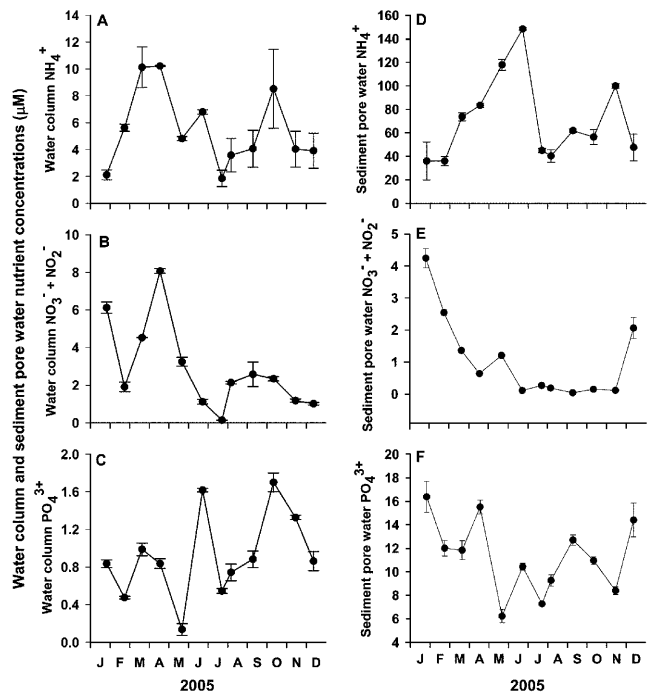 Water column and sediment pore water nutrient concentrations (μM)
A
Water column NH4+
14
12
10
8
6
4
2
0
J F M A M J J A S O N D
B
Water column NO3- + NO2-
10
8
6
4
2
0
J F M A M J J A S O N D
C
Water column PO43+
2.0
1.6
1.2
0.8
0.4
0.0
J F M A M J J A S O N D
2005
D
Sediment pore water NH4+
160
140
120
100
80
60
40
20
0
J F M A M J J A S O N D
E
Sediment pore water NO3- + NO2-
5
4
3
2
1
0
J F M A M J J A S O N D
F
Sediment pore water PO43+
20
18
16
14
12
10
8
6
4
J F M A M J J A S O N D
2005